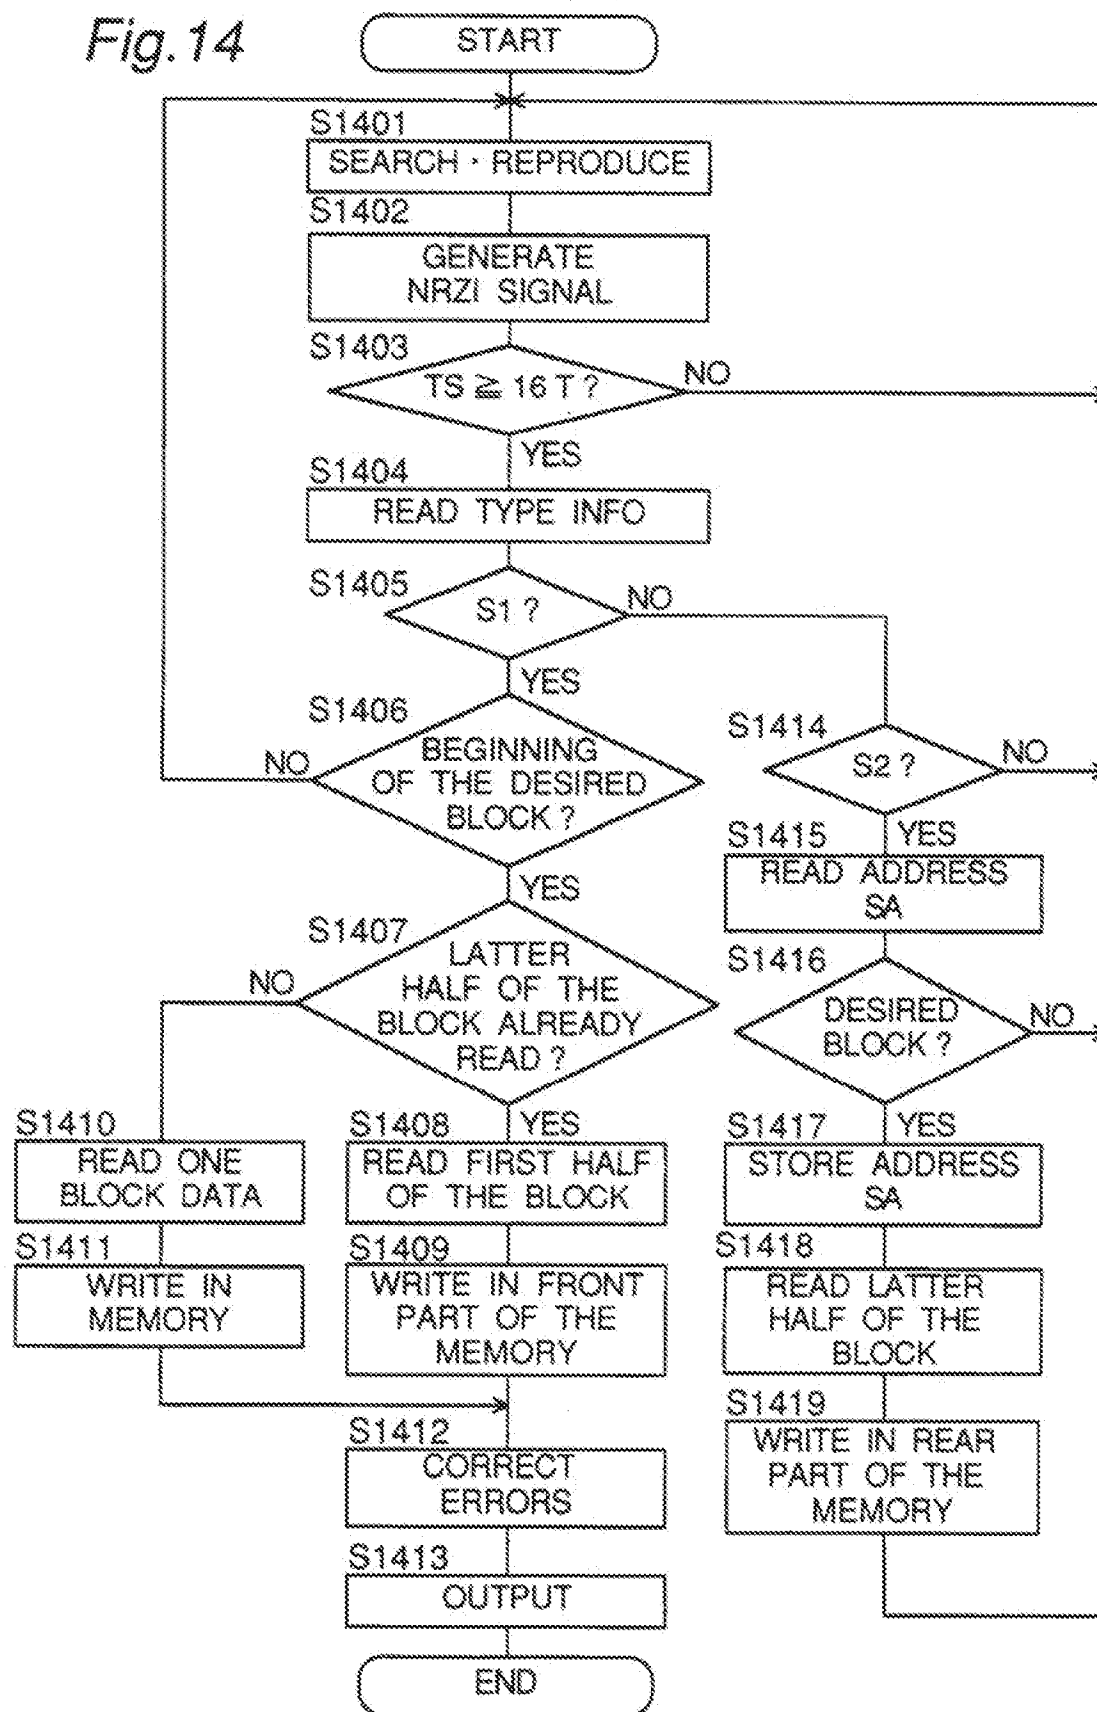 Fig.14
START
S1401
SEARCH · REPRODUCE
S1402
GENERATE
NRZI SIGNAL
S1403
TS ≧ 16 T ?
NO
YES
S1404
READ TYPE INFO
S1405
S1 ?
NO
YES
S1406
BEGINNING
OF THE DESIRED
BLOCK ?
NO
YES
S1407
LATTER
HALF OF THE
BLOCK ALREADY
READ ?
NO
YES
S1410
READ ONE
BLOCK DATA
S1411
WRITE IN
MEMORY
S1408
READ FIRST HALF
OF THE BLOCK
S1409
WRITE IN FRONT
PART OF THE
MEMORY
S1412
CORRECT
ERRORS
S1413
OUTPUT
END
S1414
S2 ?
NO
YES
S1415
READ ADDRESS
SA
S1416
DESIRED
BLOCK ?
NO
YES
S1417
STORE ADDRESS
SA
S1418
READ LATTER
HALF OF THE
BLOCK
S1419
WRITE IN REAR
PART OF THE
MEMORY